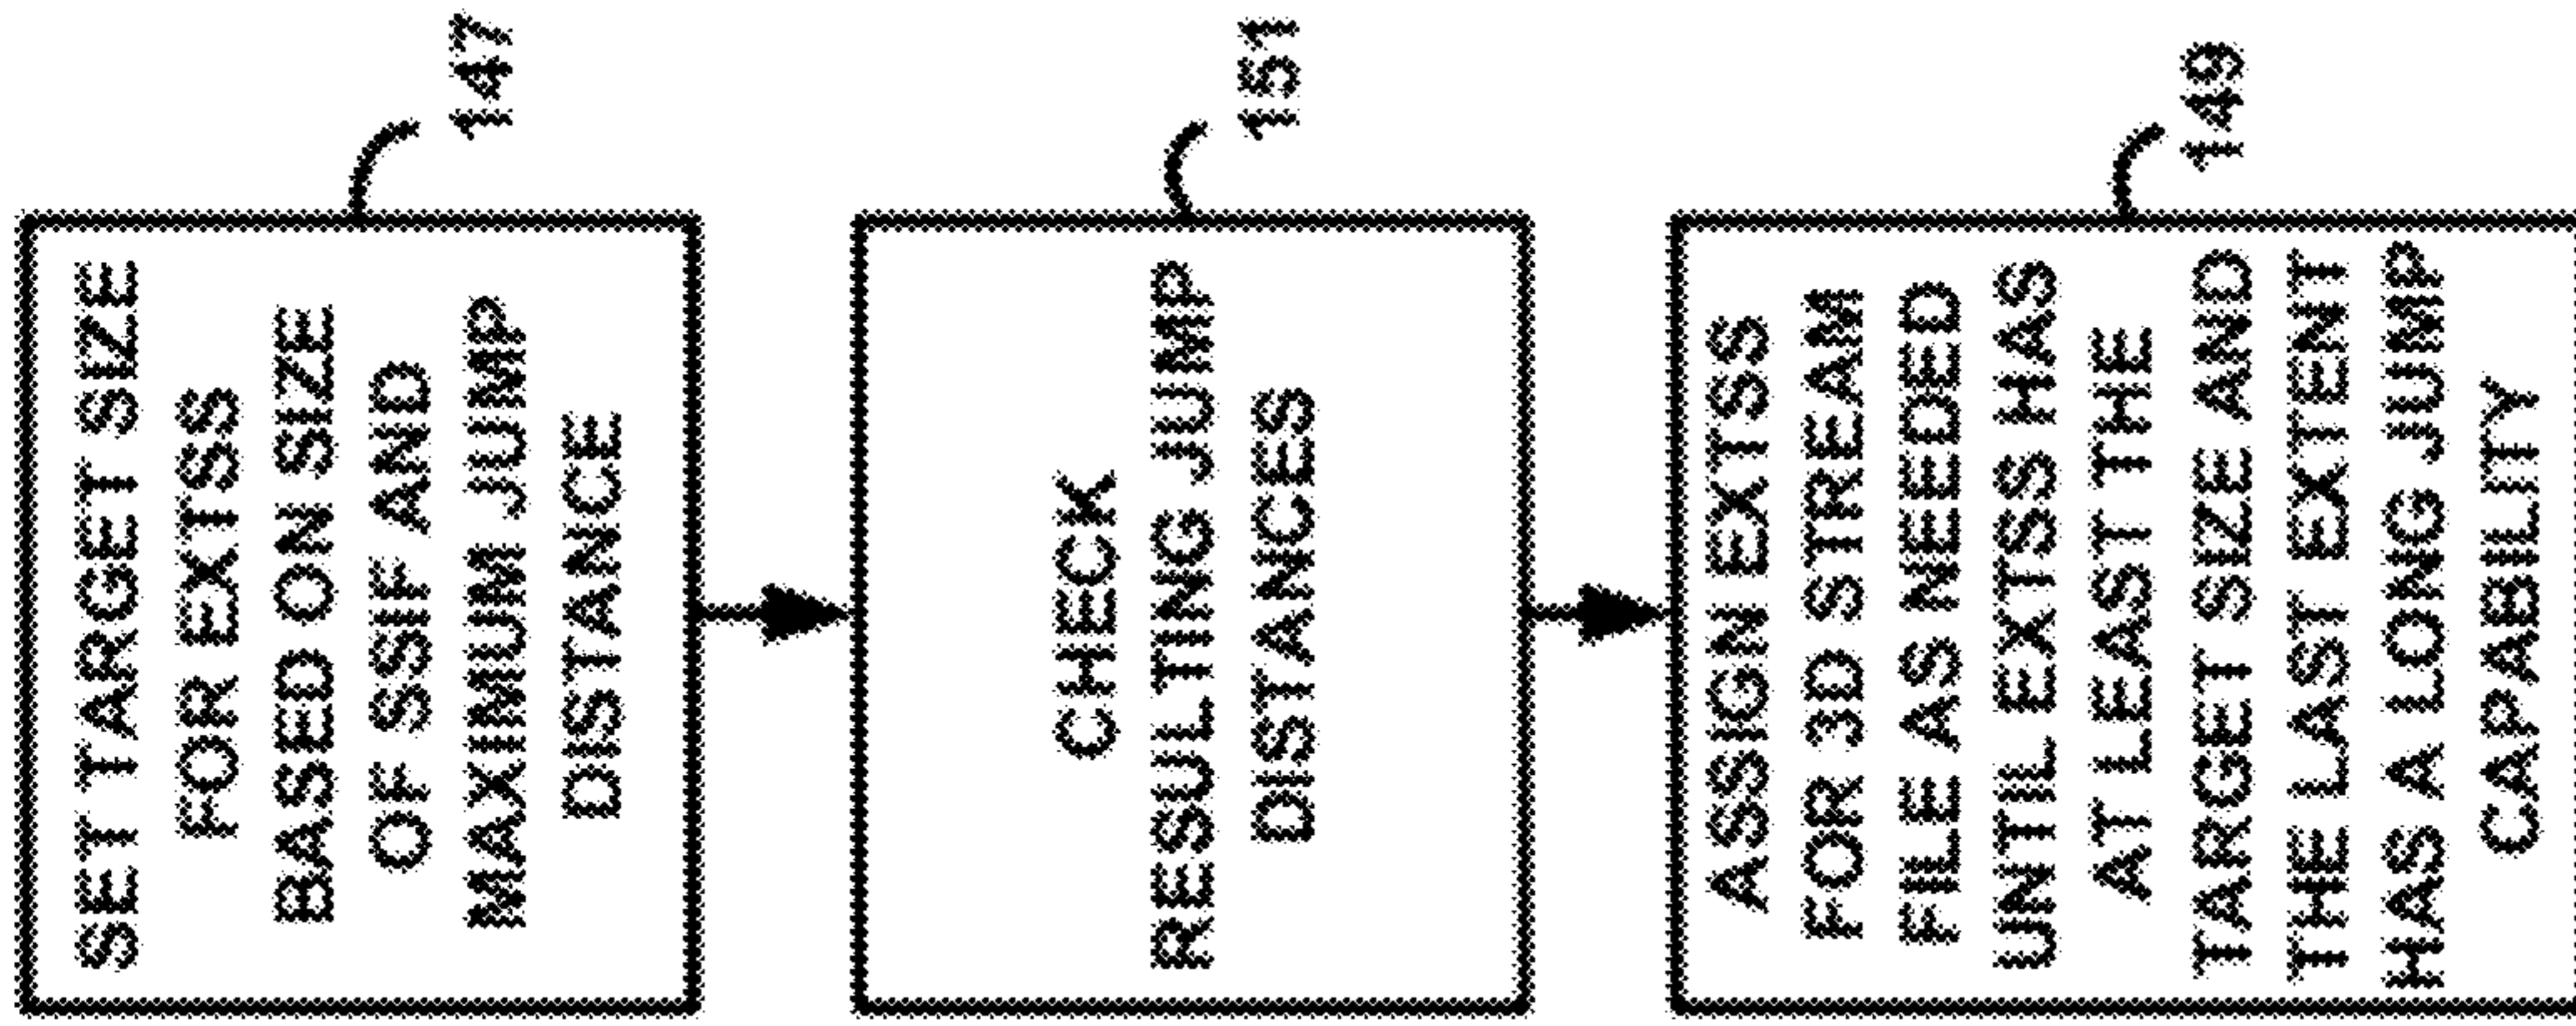 SET TARGET SIZE
FOR EXTSS
BASED ON SIZE
OF SSIF AND
MAXIMUM JUMP
DISTANCE
147
CHECK
RESULTING JUMP
DISTANCES
151
ASSIGN EXTSS
FOR 3D STREAM
FILE AS NEEDED
UNTIL EXTSS HAS
AT LEAST THE
TARGET SIZE AND
THE LAST EXTENT
HAS A LONG JUMP
CAPABILITY
149